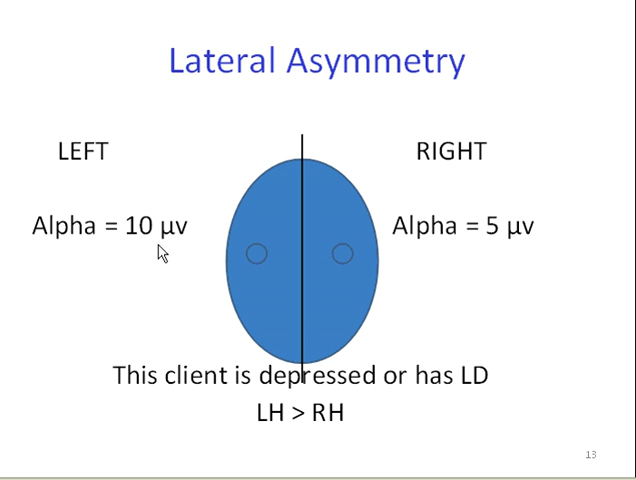 Lateral Asymmetry
LEFT
RIGHT
Alpha = 10 µv
Alpha = 5 µv
This client is depressed or has LD
LH > RH
13